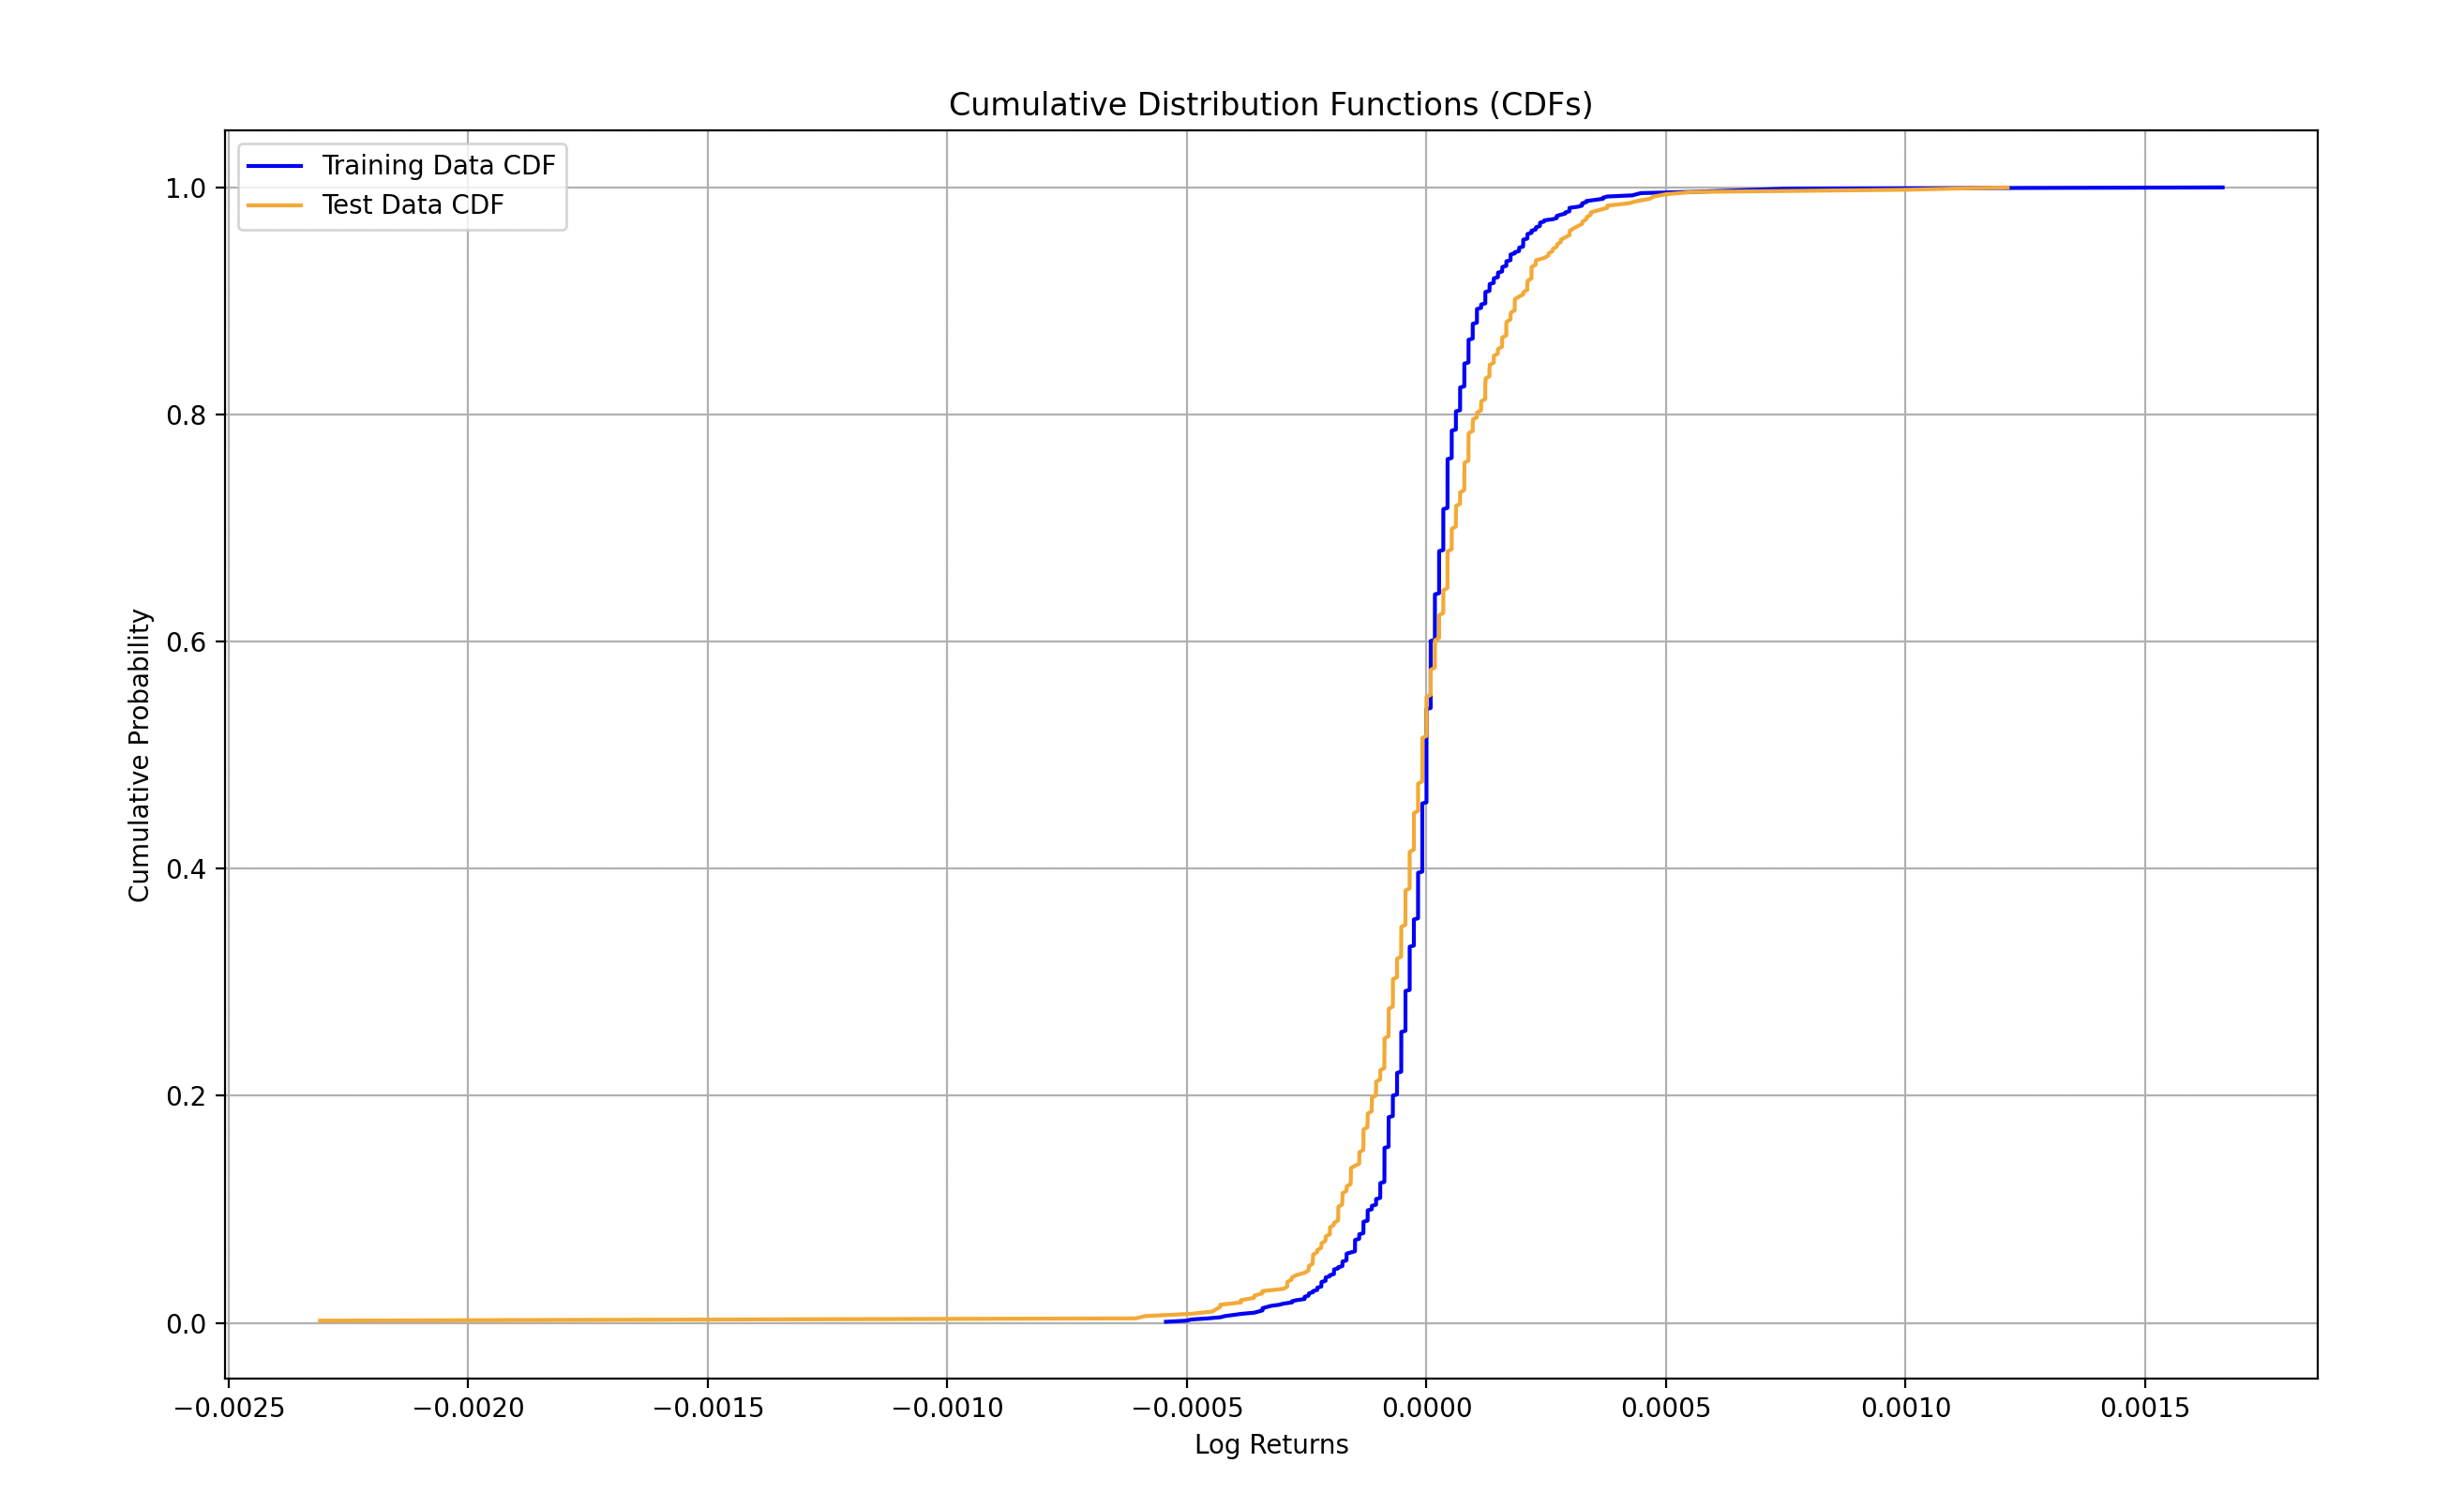 Cumulative Distribution Functions (CDFs)
Training Data CDF
Test Data CDF
1.0
0.8
0.6
0.4
0.2
0.0
Cumulative Probability
−0.0025 −0.0020 −0.0015 −0.0010 −0.0005 0.0000 0.0005 0.0010 0.0015
Log Returns